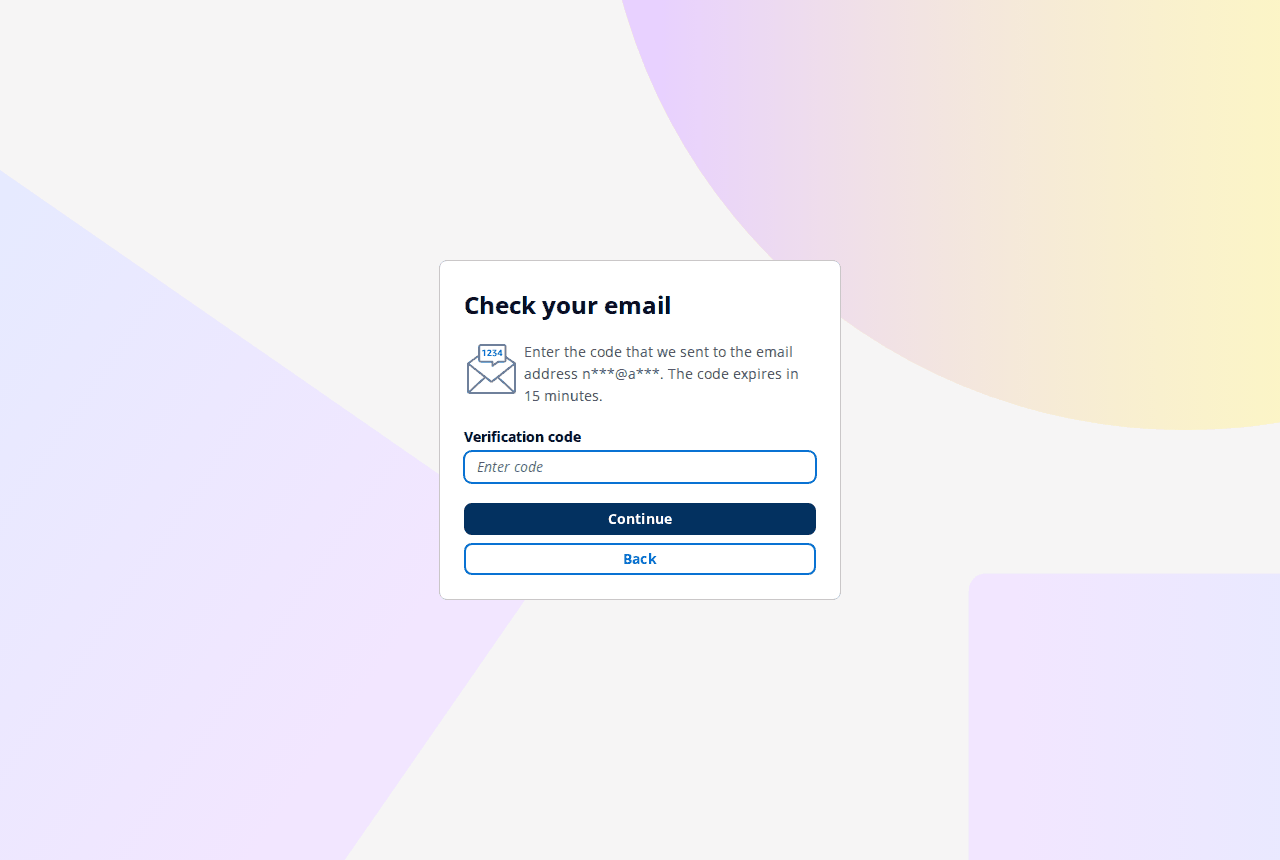 Check your email
1234
Enter the code that we sent to the email
address n***@a***. The code expires in
15 minutes.
Verification code
Enter code
Continue
Back